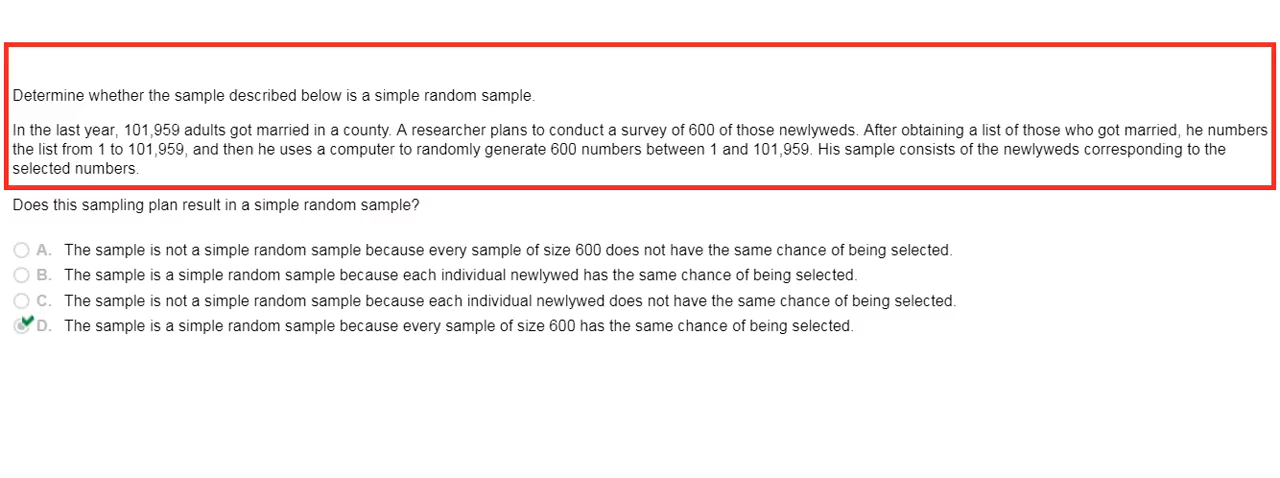 Determine whether the sample described below is a simple random sample.
In the last year, 101,959 adults got married in a county. A researcher plans to conduct a survey of 600 of those newlyweds. After obtaining a list of those who got married, he numbers
the list from 1 to 101,959, and then he uses a computer to randomly generate 600 numbers between 1 and 101,959. His sample consists of the newlyweds corresponding to the
selected numbers.
Does this sampling plan result in a simple random sample?
A. The sample is not a simple random sample because every sample of size 600 does not have the same chance of being selected.
B. The sample is a simple random sample because each individual newlywed has the same chance of being selected.
C. The sample is not a simple random sample because each individual newlywed does not have the same chance of being selected.
D. The sample is a simple random sample because every sample of size 600 has the same chance of being selected.